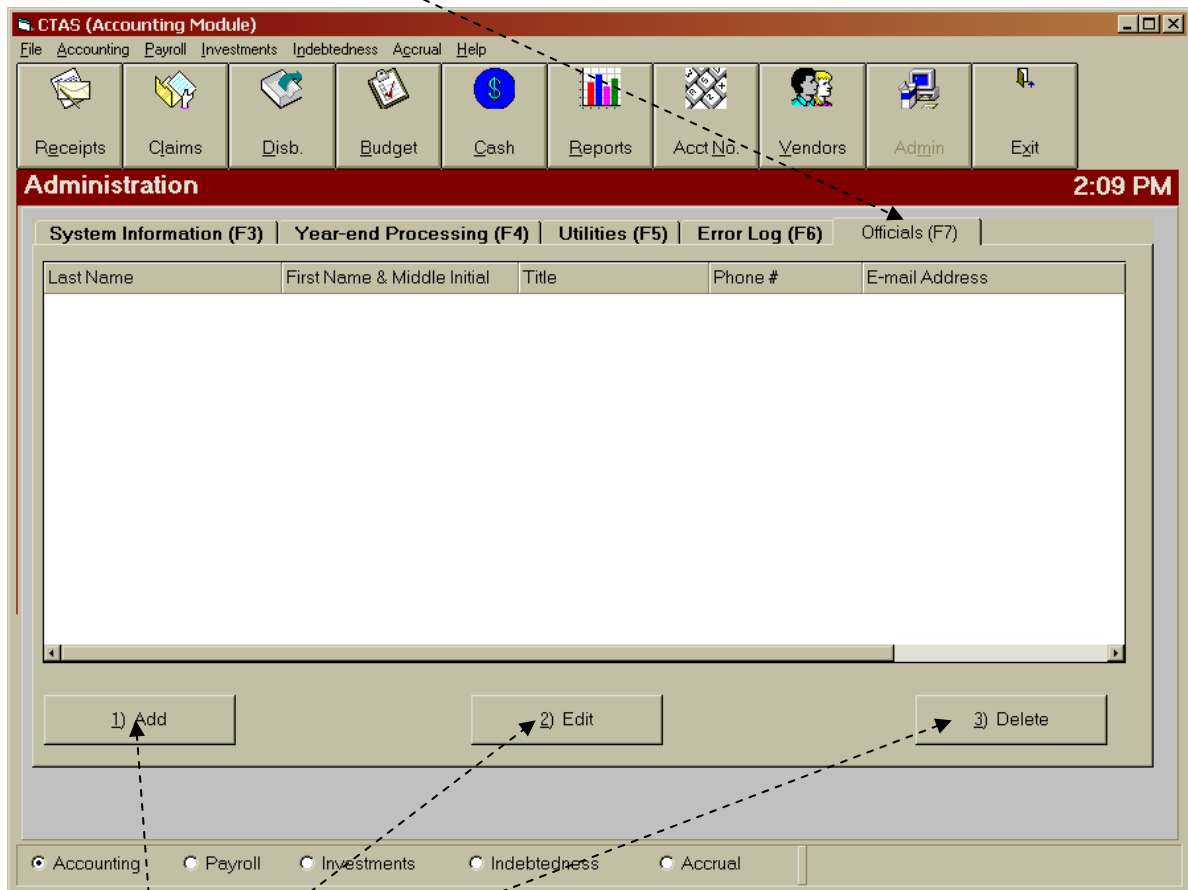 CTAS (Accounting Module)
File Accounting Payroll Investments Indebtedness Accrual Help
Receipts Claims Disb. Budget Cash Reports Acct No. Vendors Admin Exit
Administration 2:09 PM
System Information (F3) Year-end Processing (F4) Utilities (F5) Error Log (F6) Officials (F7)
Last Name First Name & Middle Initial Title Phone # E-mail Address
1) Add 2) Edit 3) Delete
Accounting Payroll Investments Indebtedness Accrual